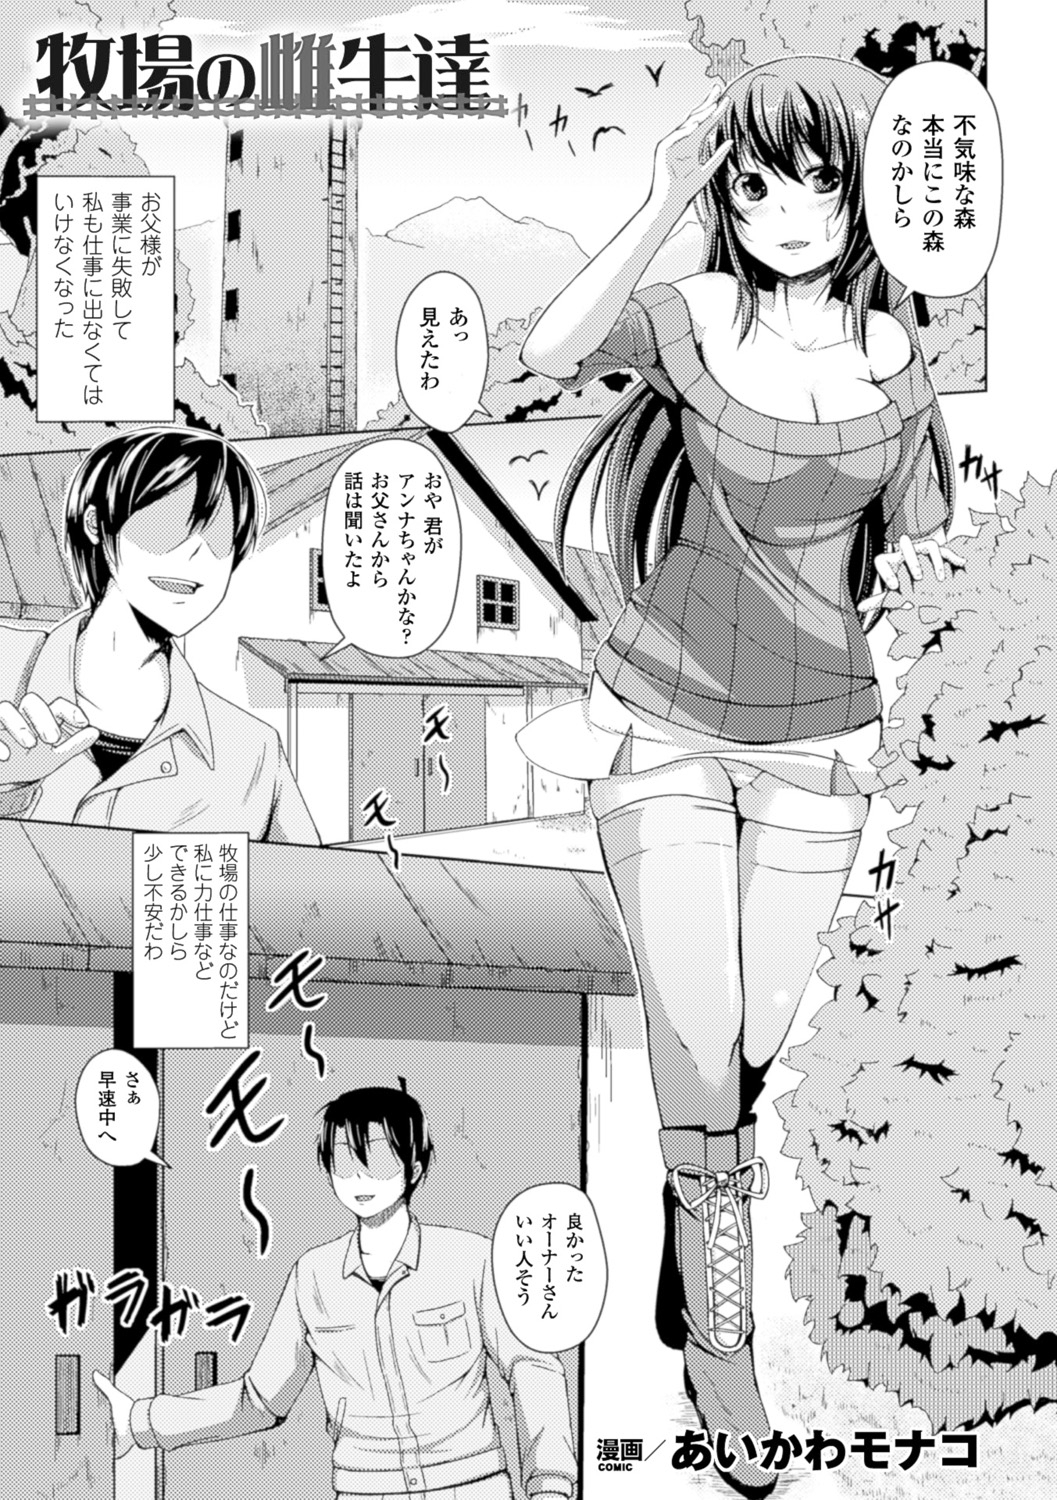 牧場の雌牛達
不気味な森
本当にこの森
なのかしら
お父様が
事業に失敗して
私も仕事に出なくては
いけなくなった
あっ
見えたわ
ガサ
ガサ
おや 君が
アンナちゃんかな?
お父さんから
話は聞いたよ
モ～
モ～
牧場の仕事なのだけど
私に力仕事など
できるかしら
少し不安だわ
モ～
モ～
さぁ
早速中へ
良かった
オーナーさん
いい人そう
ガラガラ
漫画 COMIC／あいかわモナコ